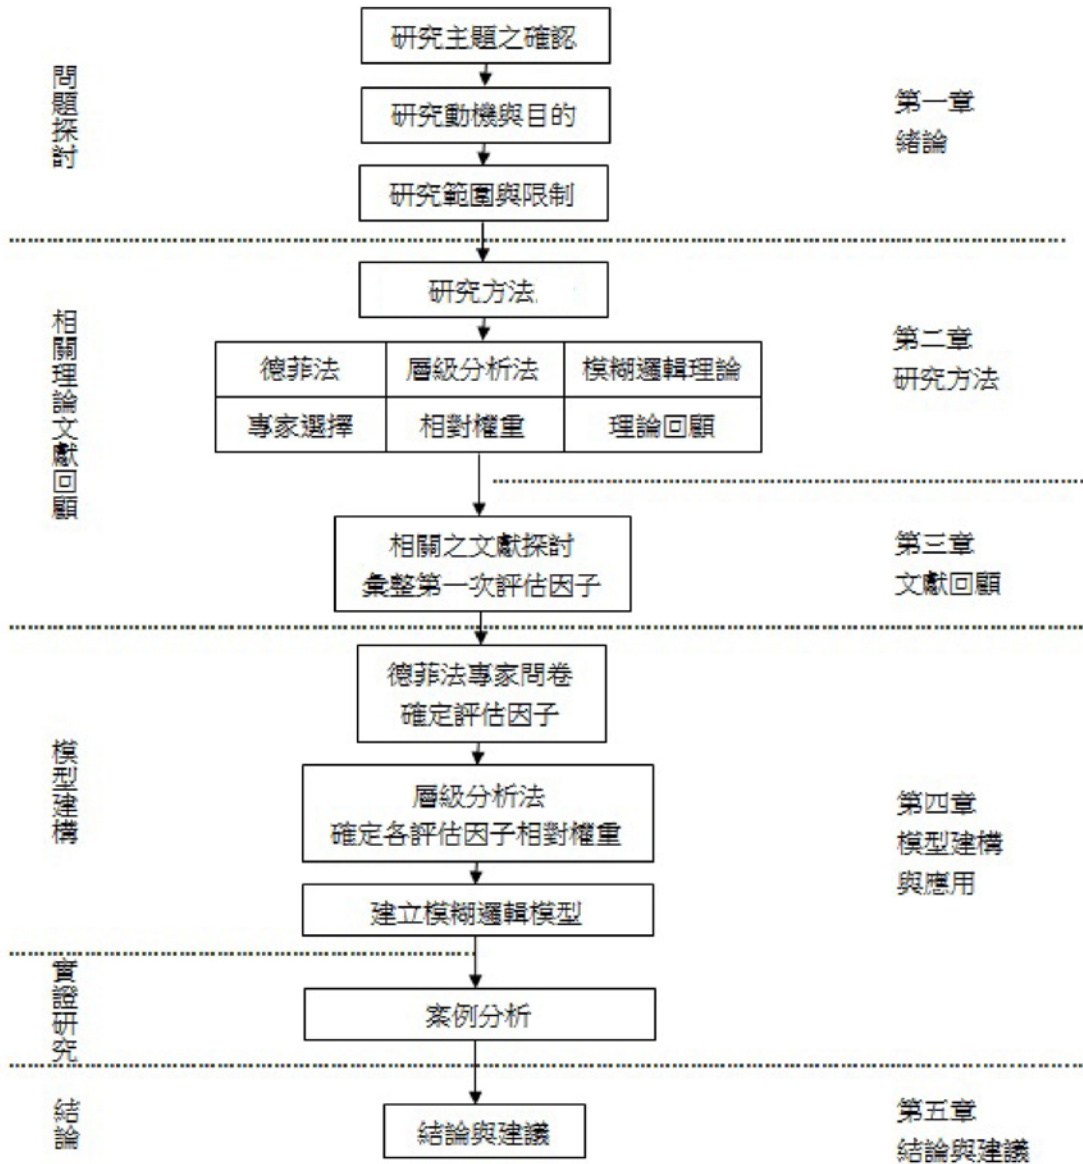 研究主題之確認
問題探討
研究動機與目的
第一章
緒論
研究範圍與限制
研究方法
相關理論文獻回顧
德菲法
層級分析法
模糊邏輯理論
專家選擇
相對權重
理論回顧
第二章
研究方法
相關之文獻探討
彙整第一次評估因子
第三章
文獻回顧
德菲法專家問卷
確定評估因子
模型建構
層級分析法
確定各評估因子相對權重
第四章
模型建構
與應用
建立模糊邏輯模型
實證研究
案例分析
結論
結論與建議
第五章
結論與建議